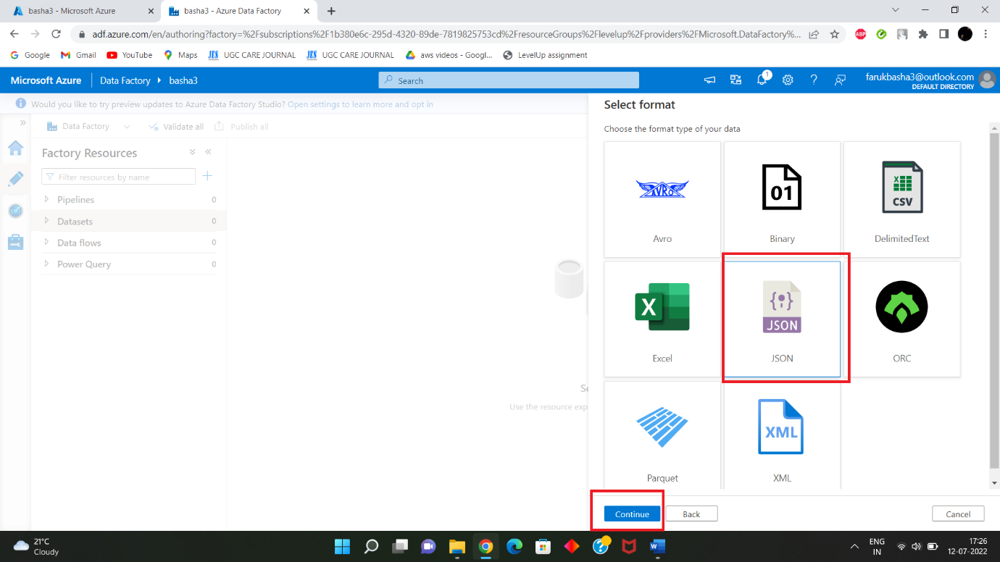 basha3 - Microsoft Azure
basha3 - Azure Data Factory
adf.azure.com/en/authoring?factory=%2Fsubscriptions%2F1b380e6c-295d-4320-89de-7819825753cd%2FresourceGroups%2Flevelup%2Fproviders%2FMicrosoft.DataFactory%...
ABP
Google
Gmail
YouTube
Maps
JES UGC CARE JOURNAL
JES UGC CARE JOURNAL
aws videos - Googl...
LevelUp assignment
Microsoft Azure
Data Factory
basha3
Search
1
farukbasha3@outlook.com
DEFAULT DIRECTORY
Would you like to try preview updates to Azure Data Factory Studio? Open settings to learn more and opt in
Data Factory
Validate all
Publish all
Factory Resources
Filter resources by name
Pipelines 0
Datasets 0
Data flows 0
Power Query 0
Se
Use the resource exp
Select format
Choose the format type of your data
AVRO
Avro
01
Binary
CSV
DelimitedText
X
Excel
JSON
JSON
ORC
Parquet
XML
XML
Continue
Back
Cancel
21°C
Cloudy
W
ENG
IN
17:26
12-07-2022